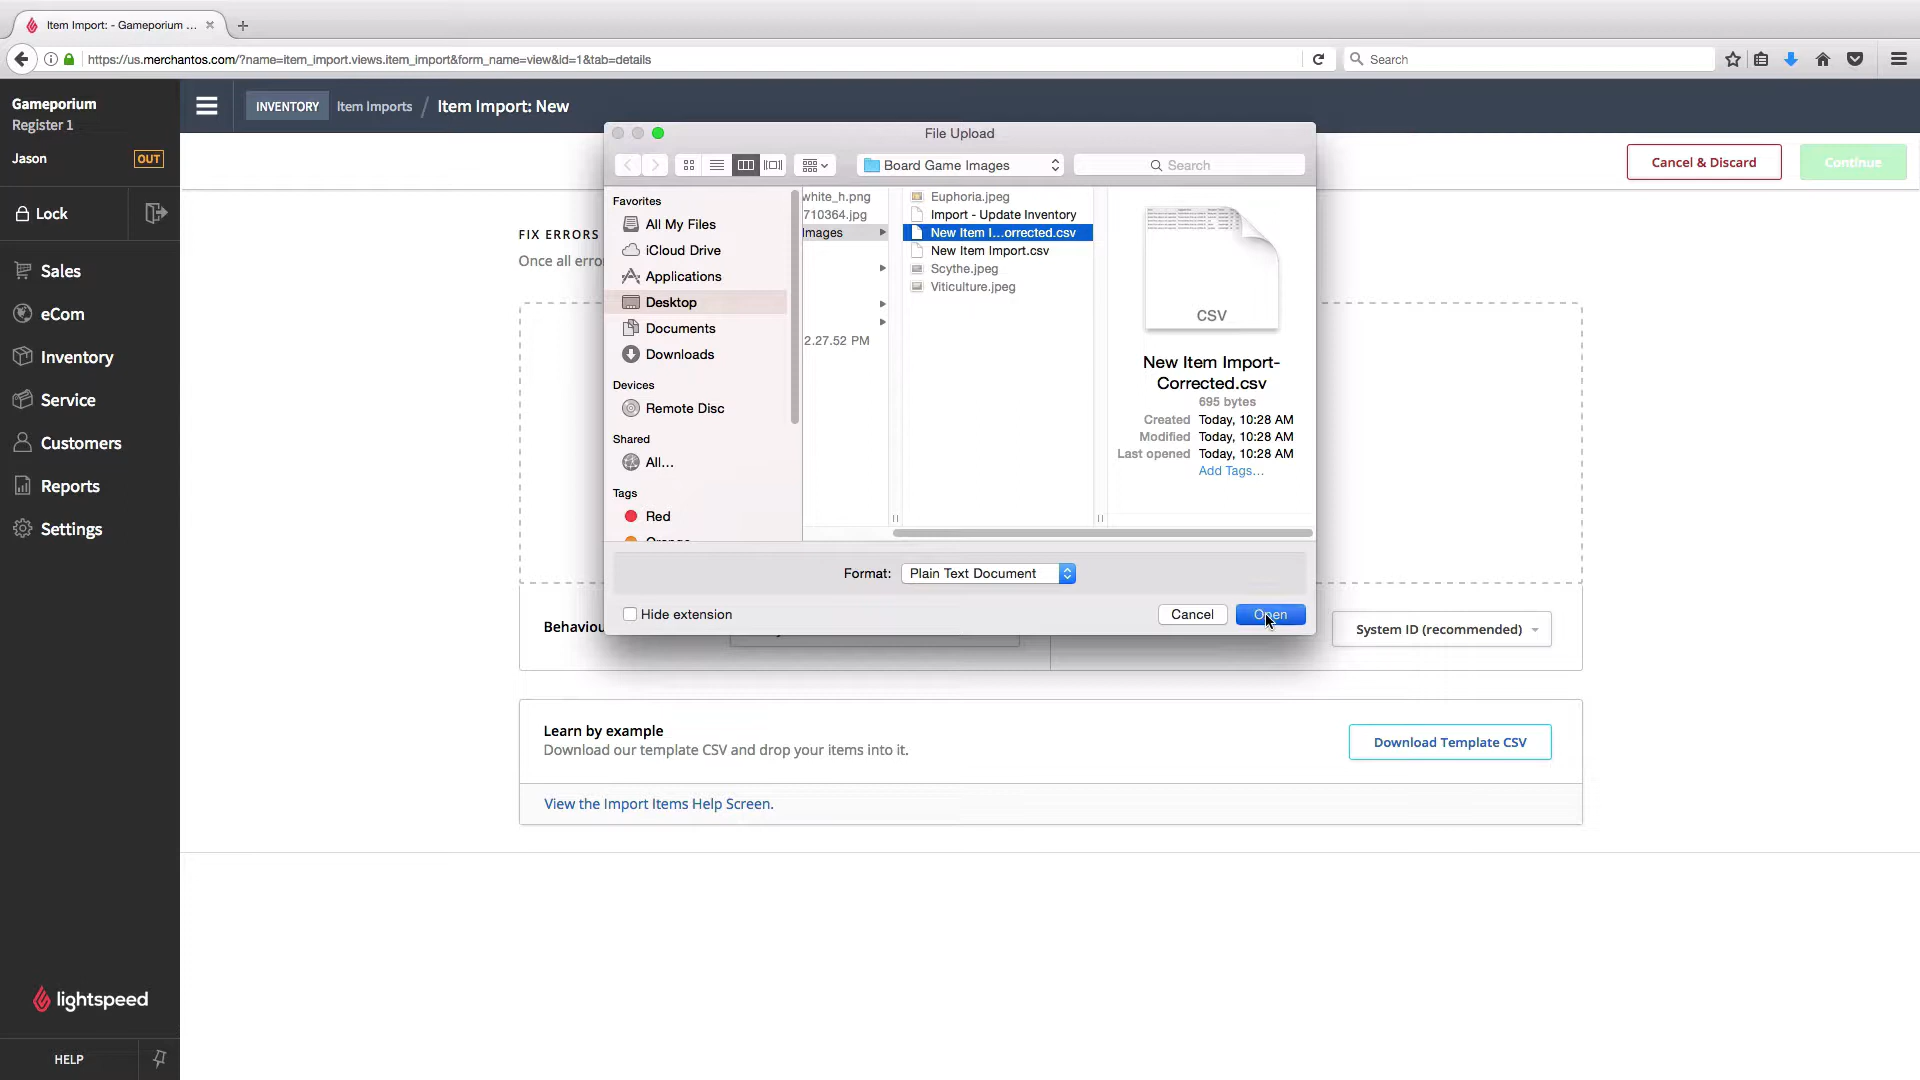 Item Import: - Gameporium ...
https://us.merchantos.com/?name=item_import.views.item_import&form_name=view&id=1&tab=details
Search
Gameporium
Register 1
Jason
OUT
Lock
Sales
eCom
Inventory
Service
Customers
Reports
Settings
lightspeed
HELP
INVENTORY
Item Imports / Item Import: New
Cancel & Discard
Continue
FIX ERRORS
Once all erro
File Upload
Board Game Images
Search
Favorites
All My Files
iCloud Drive
Applications
Desktop
Documents
Downloads
Devices
Remote Disc
Shared
All...
Tags
Red
Orange
white_h.png
710364.jpg
Images
2.27.52 PM
Euphoria.jpeg
Import - Update Inventory
New Item I...orrected.csv
New Item Import.csv
Scythe.jpeg
Viticulture.jpeg
CSV
New Item Import-
Corrected.csv
695 bytes
Created Today, 10:28 AM
Modified Today, 10:28 AM
Last opened Today, 10:28 AM
Add Tags...
Format: Plain Text Document
Hide extension
Cancel
Open
Behaviou
System ID (recommended)
Learn by example
Download our template CSV and drop your items into it.
Download Template CSV
View the Import Items Help Screen.